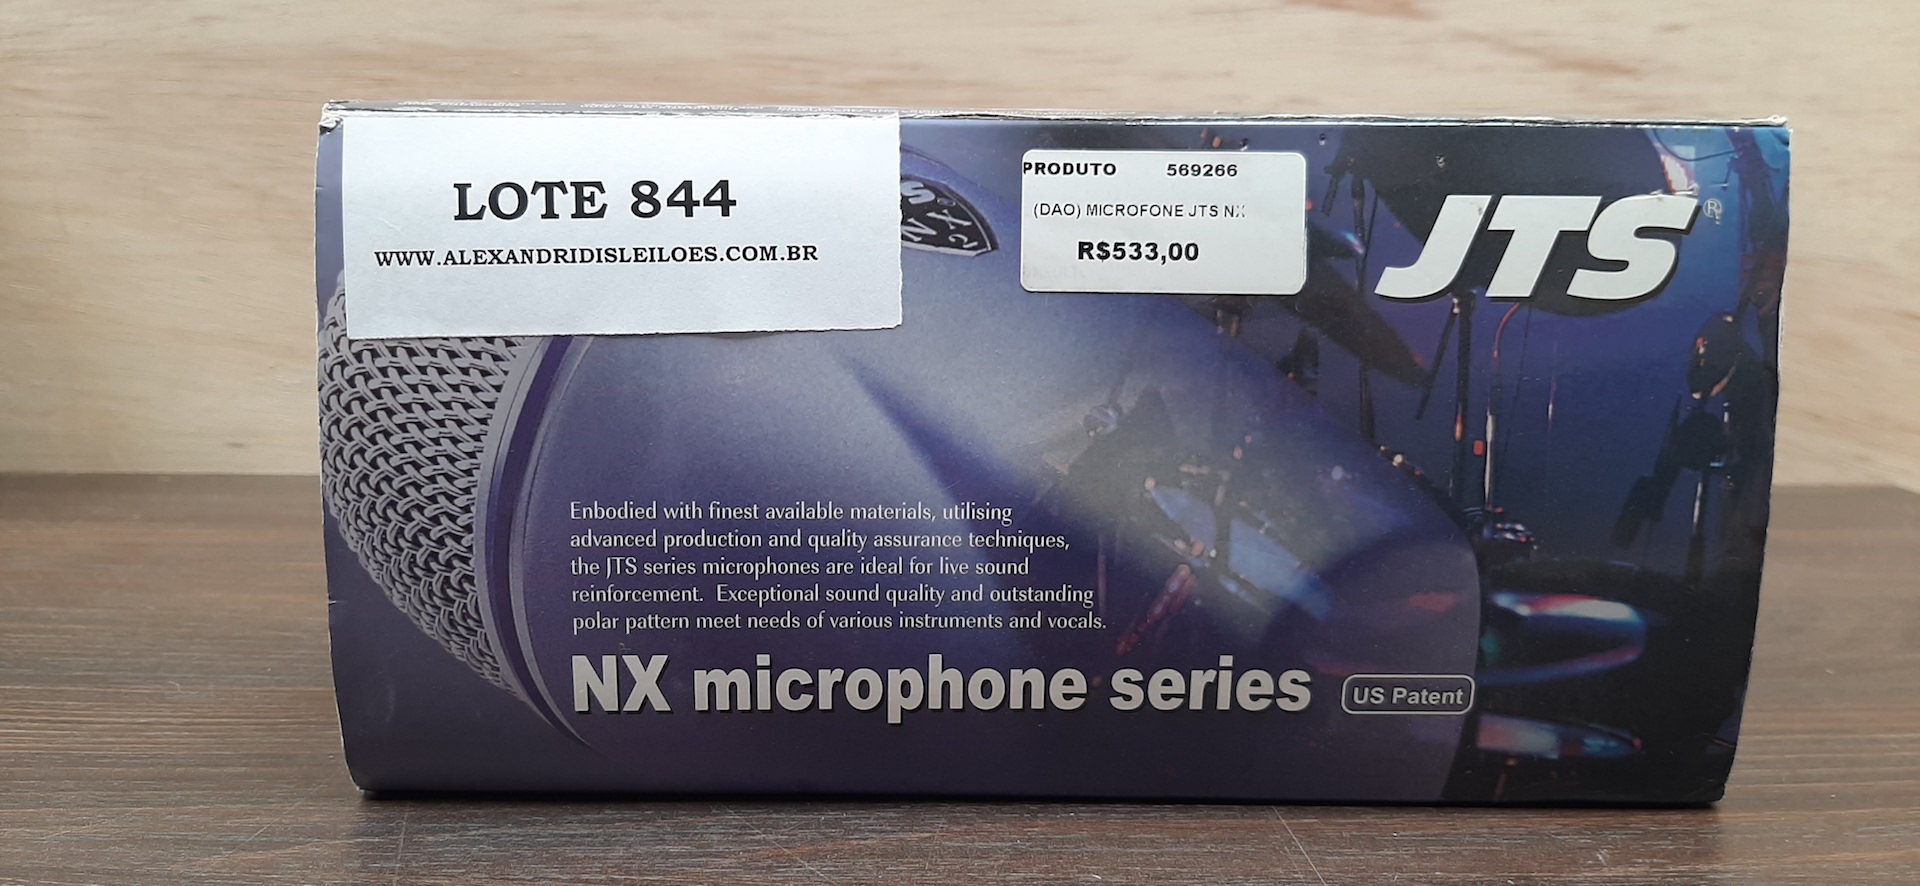 LOTE 844
WWW.ALEXANDRIDISLEILOES.COM.BR
PRODUTO 569266
(DAO) MICROFONE JTS NX
R$533,00
JTS®
Enbodied with finest available materials, utilising
advanced production and quality assurance techniques,
the JTS series microphones are ideal for live sound
reinforcement. Exceptional sound quality and outstanding
polar pattern meet needs of various instruments and vocals.
NX microphone series
US Patent